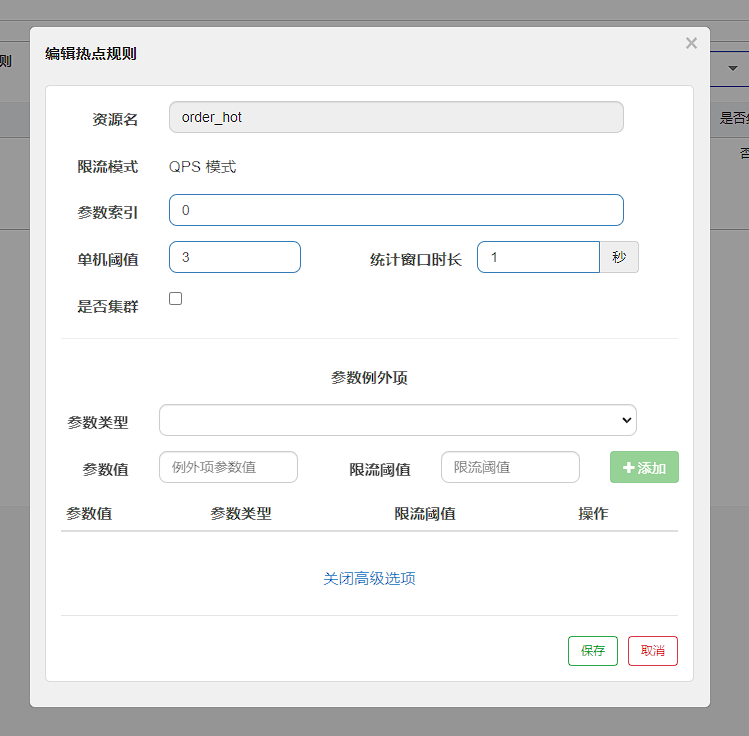 编辑热点规则
×
则
资源名 order_hot
是否集
限流模式 QPS 模式
否
参数索引 0
单机阈值 3 统计窗口时长 1 秒
是否集群
参数例外项
参数类型
参数值 例外项参数值 限流阈值 限流阈值 +添加
参数值 参数类型 限流阈值 操作
关闭高级选项
保存 取消